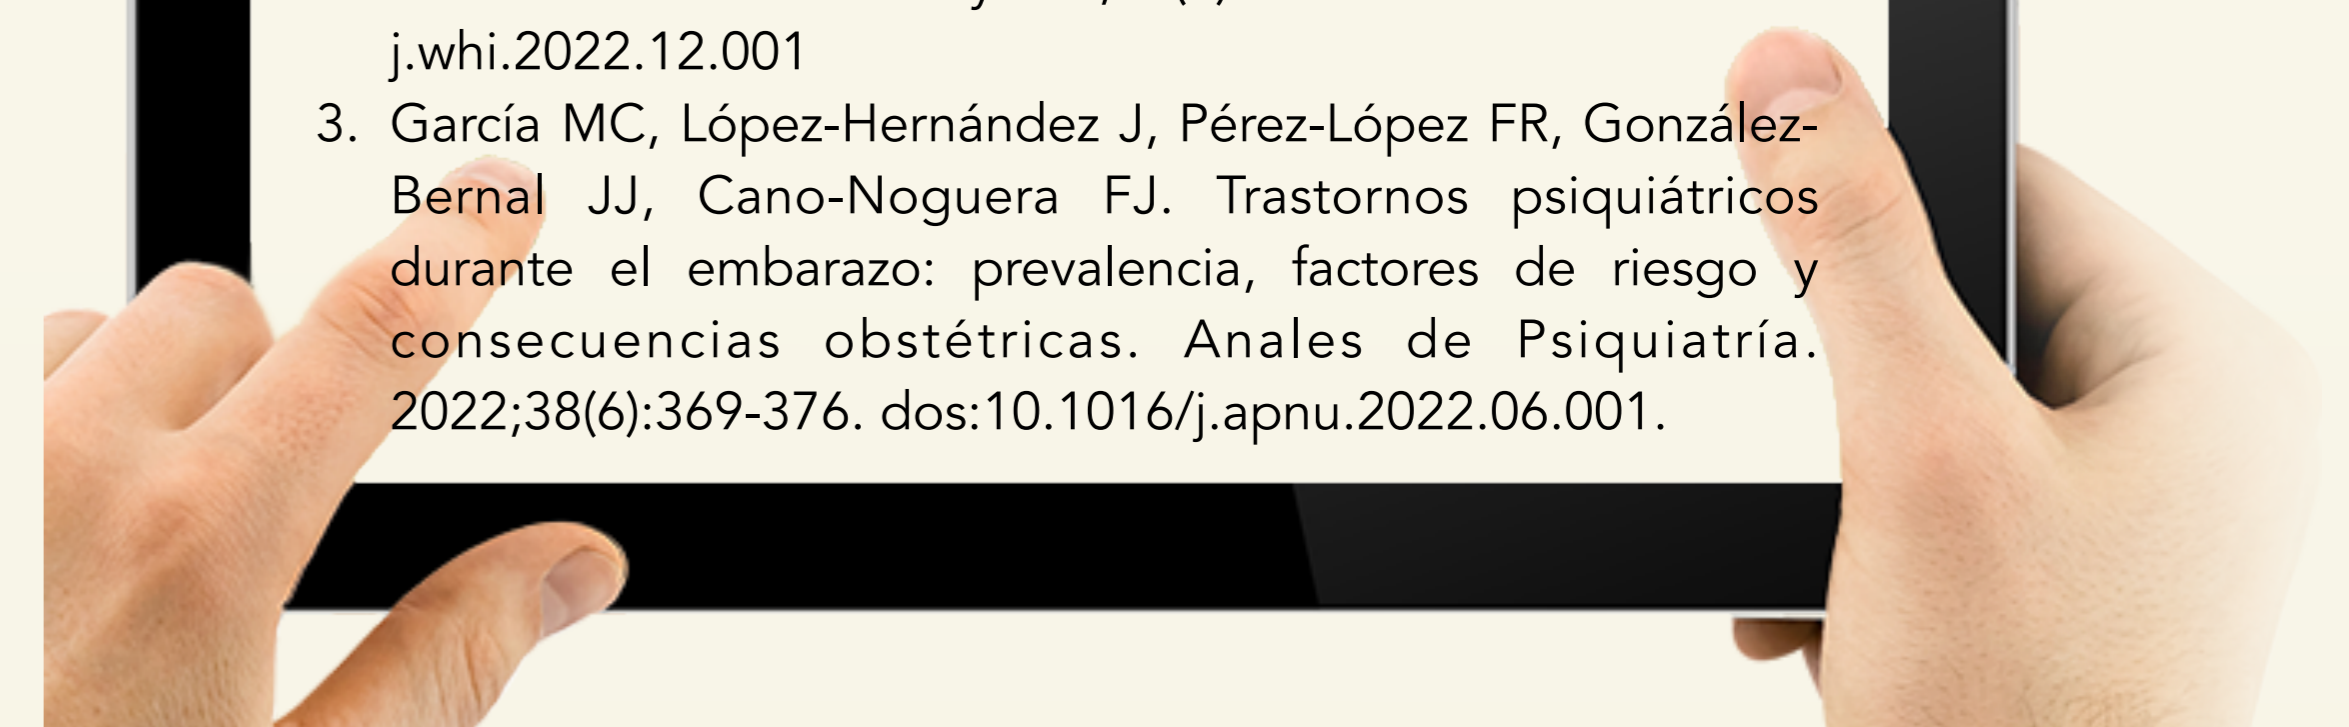 j.whi.2022.12.001
3. García MC, López-Hernández J, Pérez-López FR, González-
Bernal JJ, Cano-Noguera FJ. Trastornos psiquiátricos
durante el embarazo: prevalencia, factores de riesgo y
consecuencias obstétricas. Anales de Psiquiatría.
2022;38(6):369-376. dos:10.1016/j.apnu.2022.06.001.